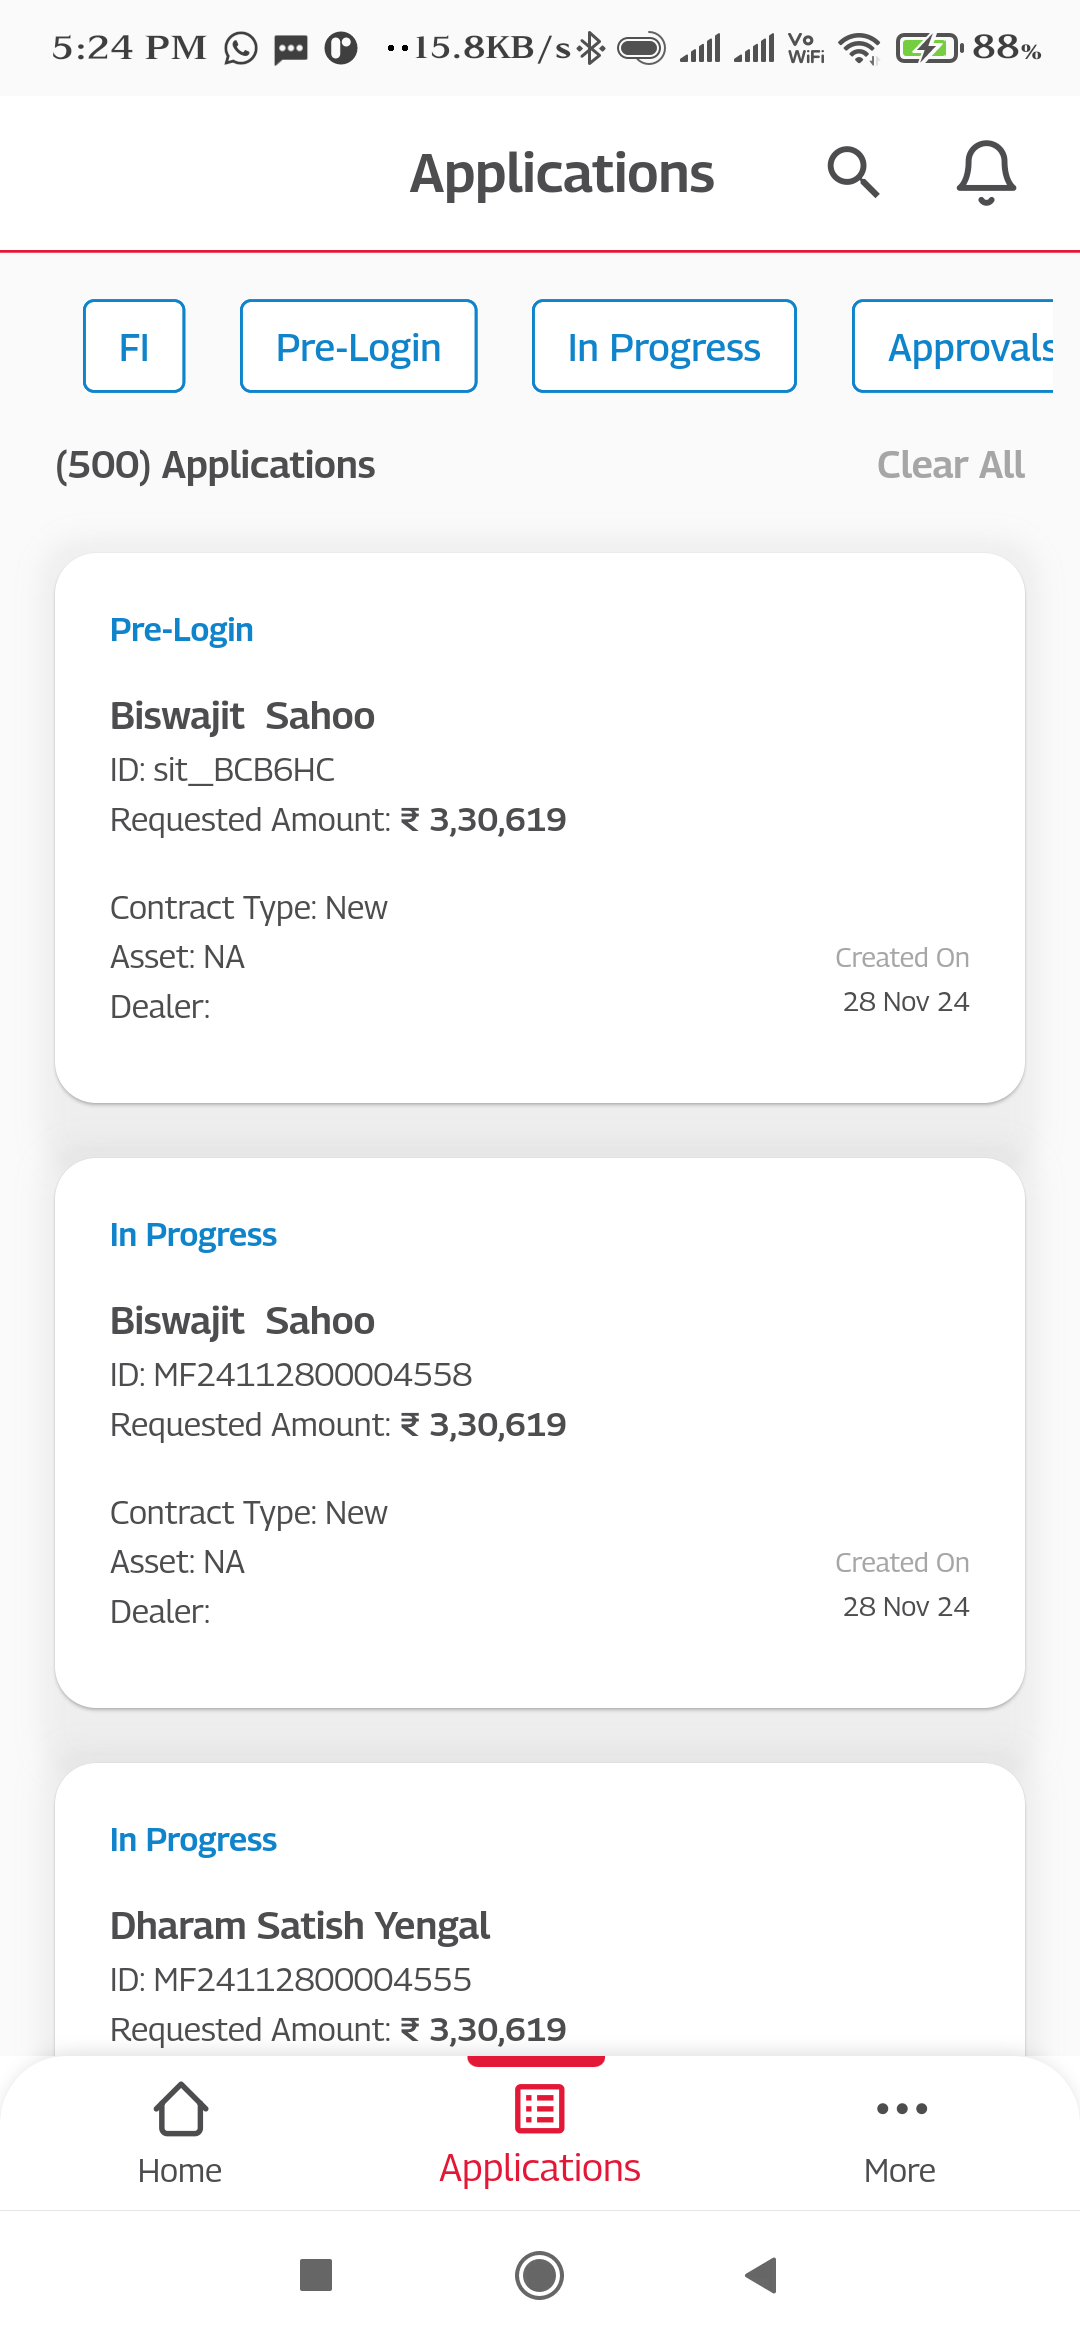 5:24 PM 15.8KB/s Vo WiFi 88%
Applications
FI Pre-Login In Progress Approvals
(500) Applications Clear All
Pre-Login
Biswajit Sahoo
ID: sit_BCB6HC
Requested Amount: ₹ 3,30,619
Contract Type: New
Asset: NA Created On
Dealer: 28 Nov 24
In Progress
Biswajit Sahoo
ID: MF24112800004558
Requested Amount: ₹ 3,30,619
Contract Type: New
Asset: NA Created On
Dealer: 28 Nov 24
In Progress
Dharam Satish Yengal
ID: MF24112800004555
Requested Amount: ₹ 3,30,619
Home Applications More